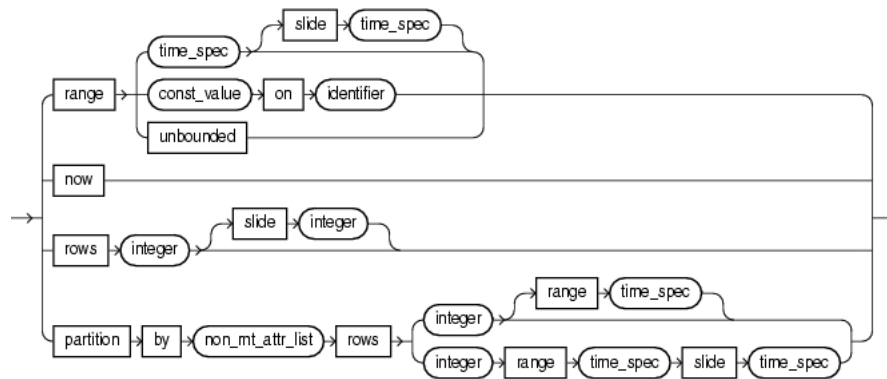 slide time_spec
time_spec
range const_value on identifier
unbounded
now
slide integer
rows integer
range time_spec
integer
partition by non_mt_attr_list rows
integer range time_spec slide time_spec